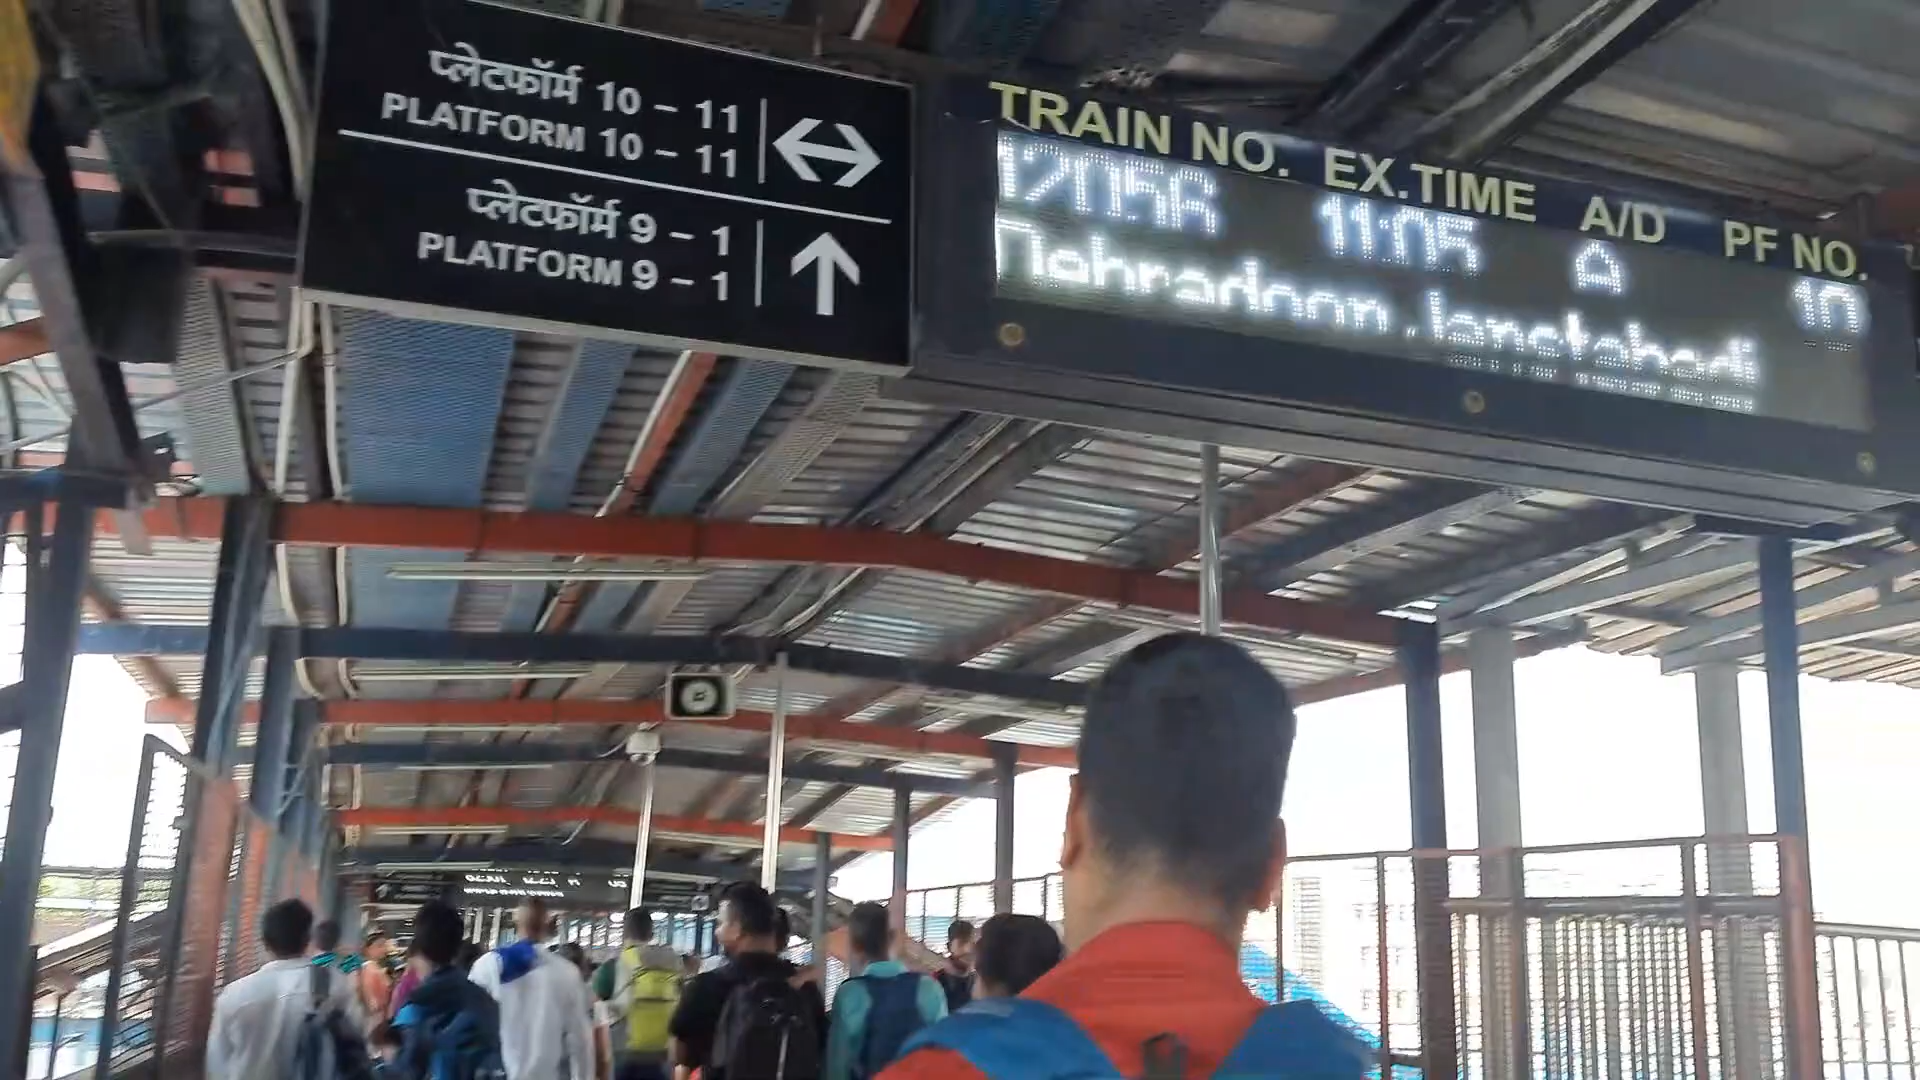 प्लेटफॉर्म 10 – 11
PLATFORM 10 – 11
प्लेटफॉर्म 9 – 1
PLATFORM 9 – 1
TRAIN NO. EX.TIME A/D PF NO.
12056 11:05 A 10